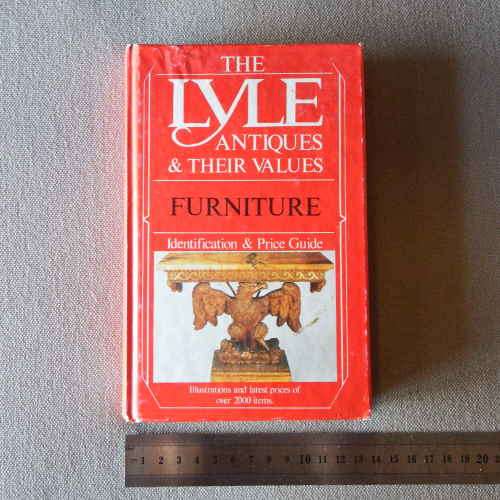 THE
LYLE
ANTIQUES
& THEIR VALUES
FURNITURE
Identification & Price Guide
Illustrations and latest prices of
over 2000 items.
1 2 3 4 5 6 7 8 9 10 11 12 13 14 15 16 17 18 19 20